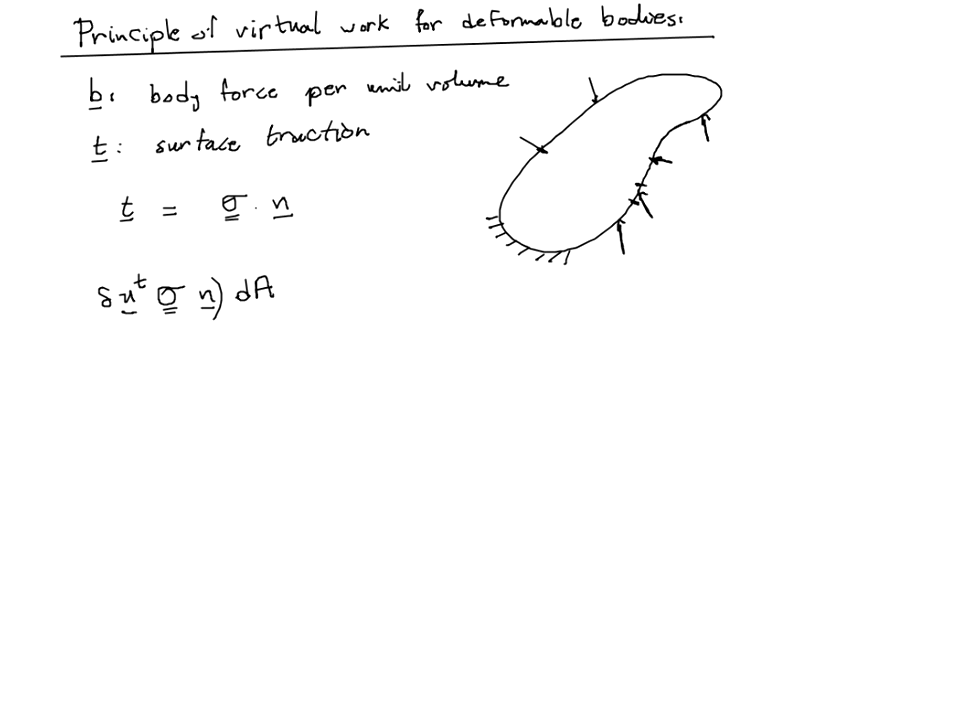 Principle of virtual work for deformable bodies:
b: body force per unit volume
t: surface traction
t = σ · n
δu^t σ n) dA